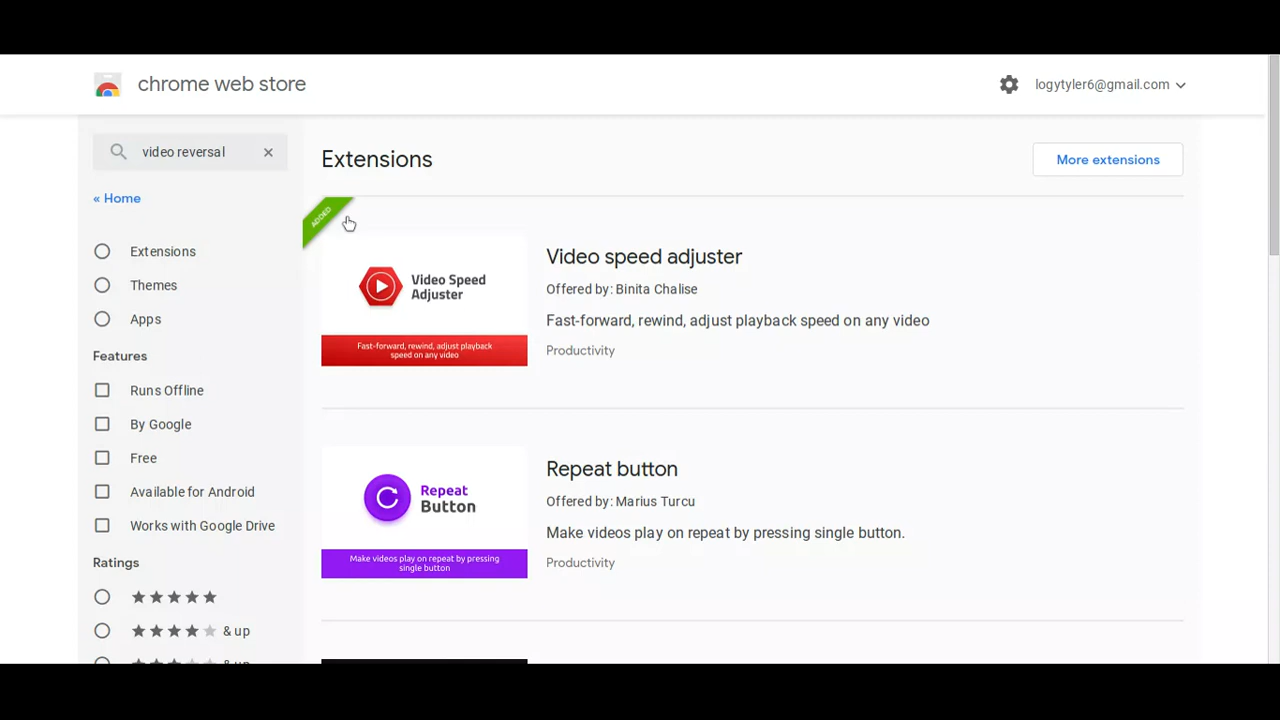 chrome web store
logytyler6@gmail.com
video reversal
« Home
Extensions
Themes
Apps
Features
Runs Offline
By Google
Free
Available for Android
Works with Google Drive
Ratings
& up
Extensions
More extensions
ADDED
Video Speed
Adjuster
Fast-forward, rewind, adjust playback
speed on any video
Video speed adjuster
Offered by: Binita Chalise
Fast-forward, rewind, adjust playback speed on any video
Productivity
Repeat
Button
Make videos play on repeat by pressing
single button
Repeat button
Offered by: Marius Turcu
Make videos play on repeat by pressing single button.
Productivity